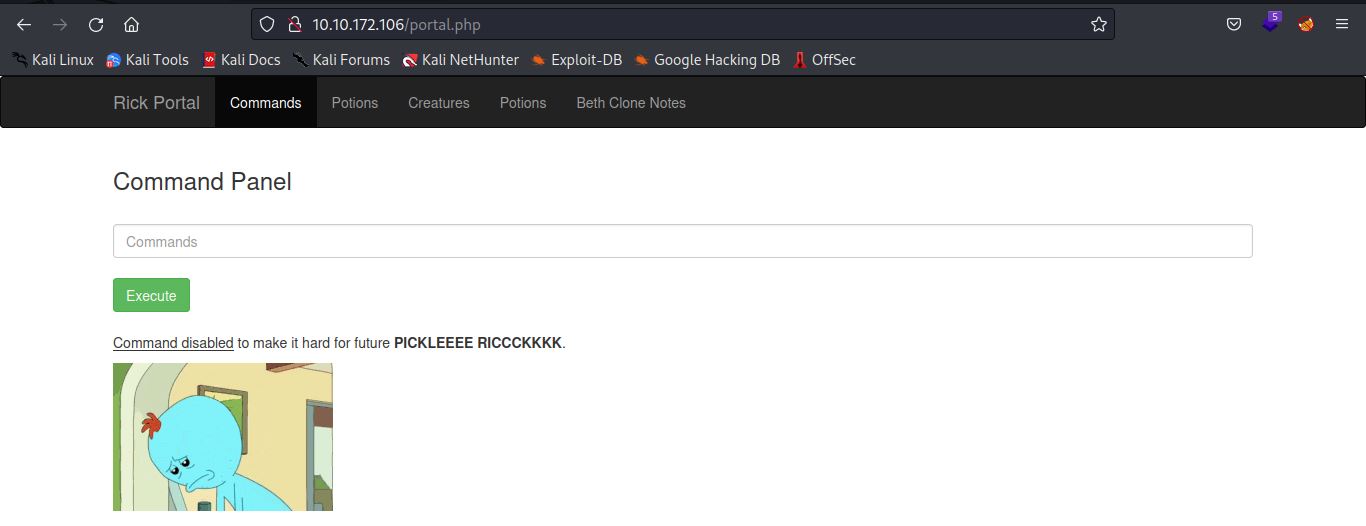 10.10.172.106/portal.php
5
Kali Linux Kali Tools Kali Docs Kali Forums Kali NetHunter Exploit-DB Google Hacking DB OffSec
Rick Portal Commands Potions Creatures Potions Beth Clone Notes
Command Panel
Commands
Execute
Command disabled to make it hard for future PICKLEEEE RICCCKKKK.